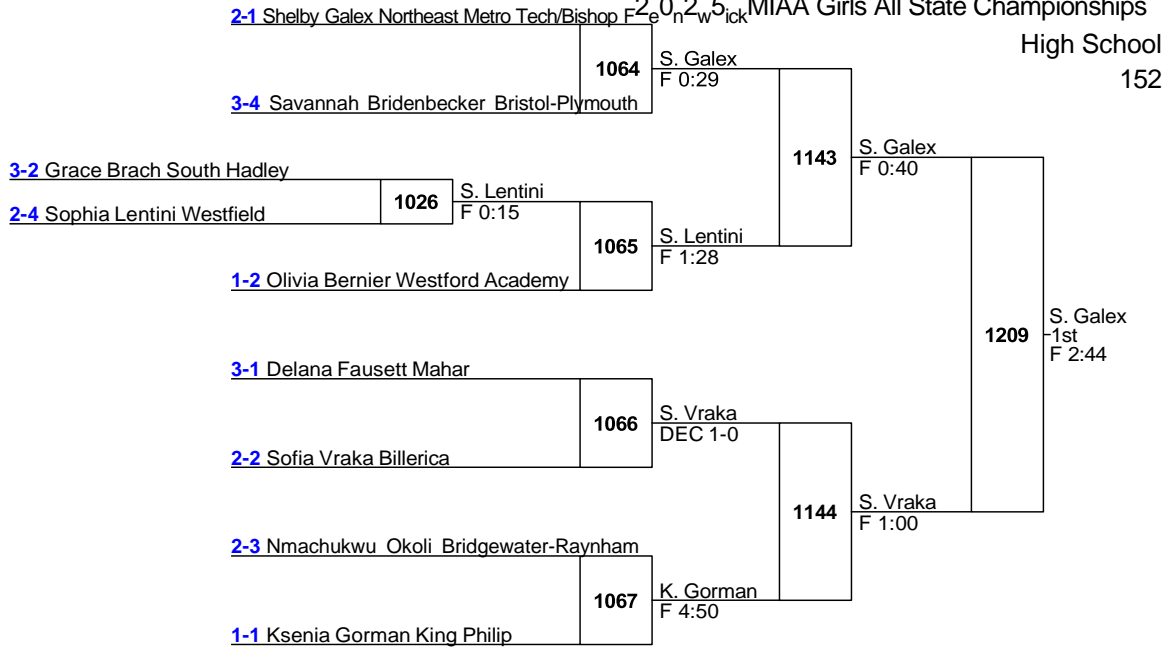 2-1 Shelby Galex Northeast Metro Tech/Bishop Fenwick
2025 MIAA Girls All State Championships
High School
152
1064
S. Galex
F 0:29
3-4 Savannah Bridenbecker Bristol-Plymouth
1143
S. Galex
F 0:40
3-2 Grace Brach South Hadley
1026
S. Lentini
F 0:15
2-4 Sophia Lentini Westfield
1065
S. Lentini
F 1:28
1-2 Olivia Bernier Westford Academy
1209
S. Galex
1st
F 2:44
3-1 Delana Fausett Mahar
1066
S. Vraka
DEC 1-0
2-2 Sofia Vraka Billerica
1144
S. Vraka
F 1:00
2-3 Nmachukwu Okoli Bridgewater-Raynham
1067
K. Gorman
F 4:50
1-1 Ksenia Gorman King Philip